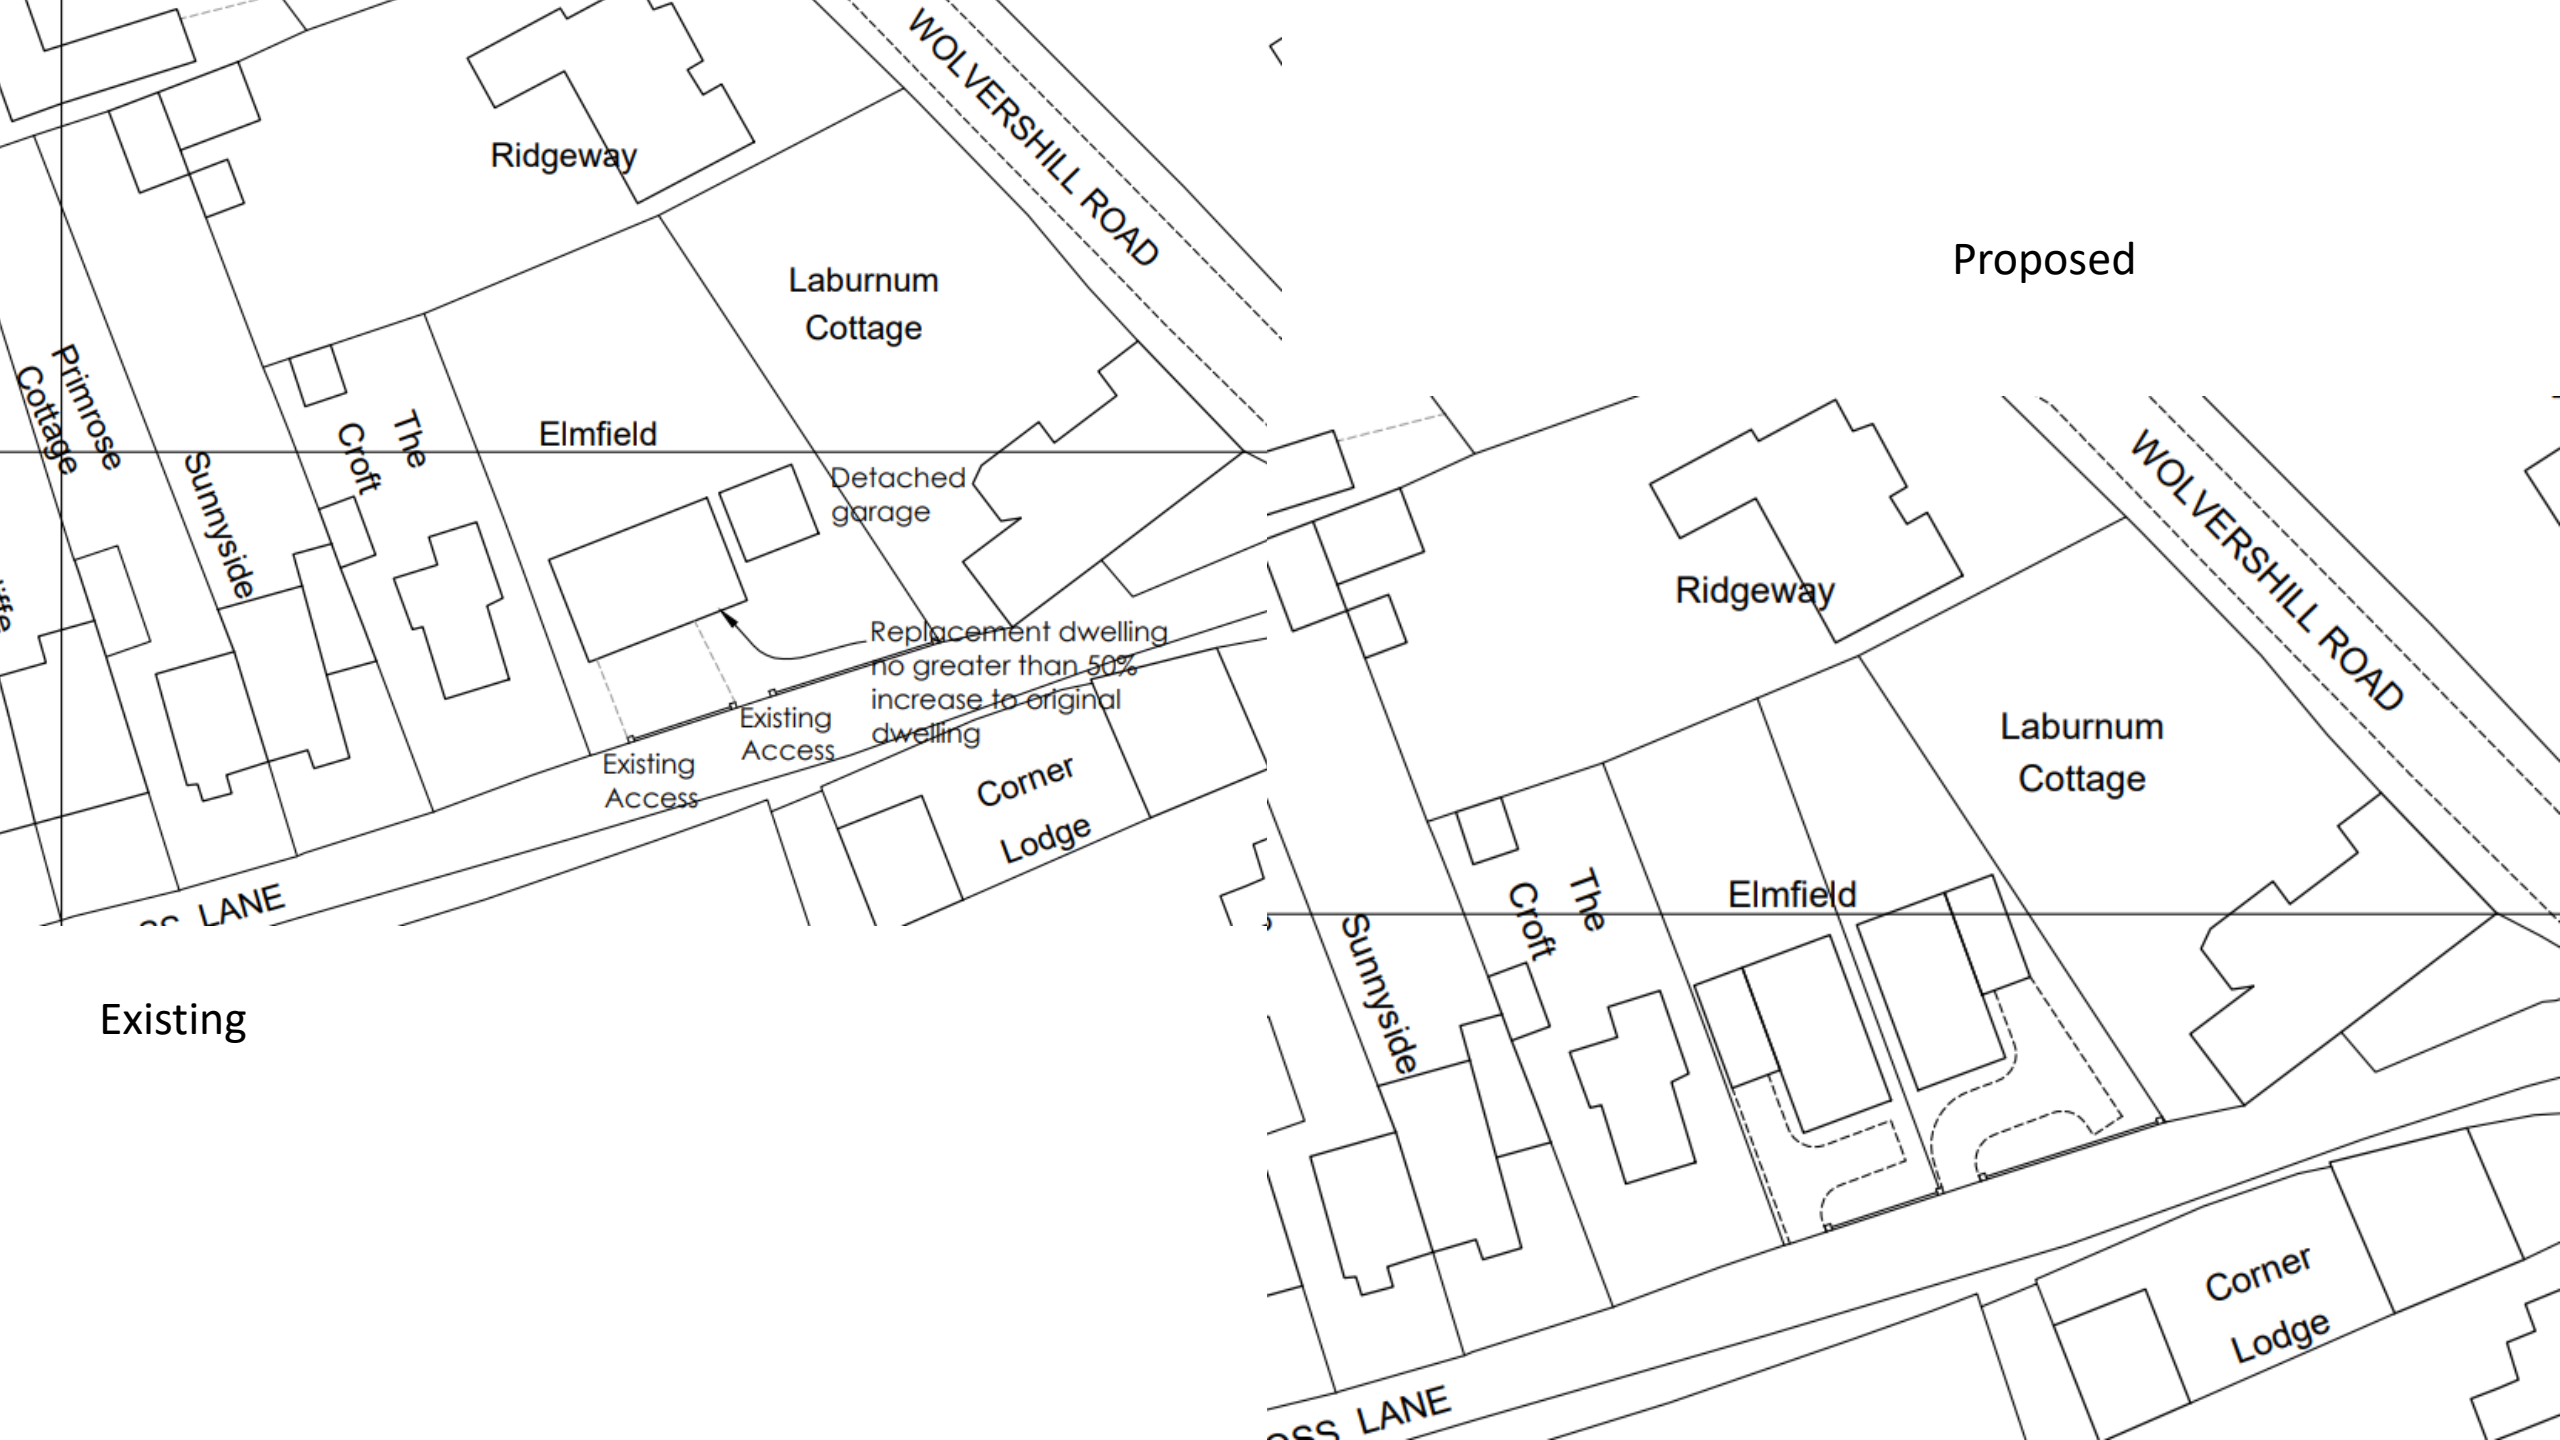 WOLVERSHILL ROAD
Ridgeway
Laburnum
Cottage
Primrose
Cottage
The
Croft
Elmfield
Sunnyside
Detached
garage
Replacement dwelling
no greater than 50%
increase to original
dwelling
Existing
Access
Existing
Access
Corner
Lodge
LANE
Existing
Proposed
WOLVERSHILL ROAD
Ridgeway
Laburnum
Cottage
The
Croft
Elmfield
Sunnyside
Corner
Lodge
OSS LANE